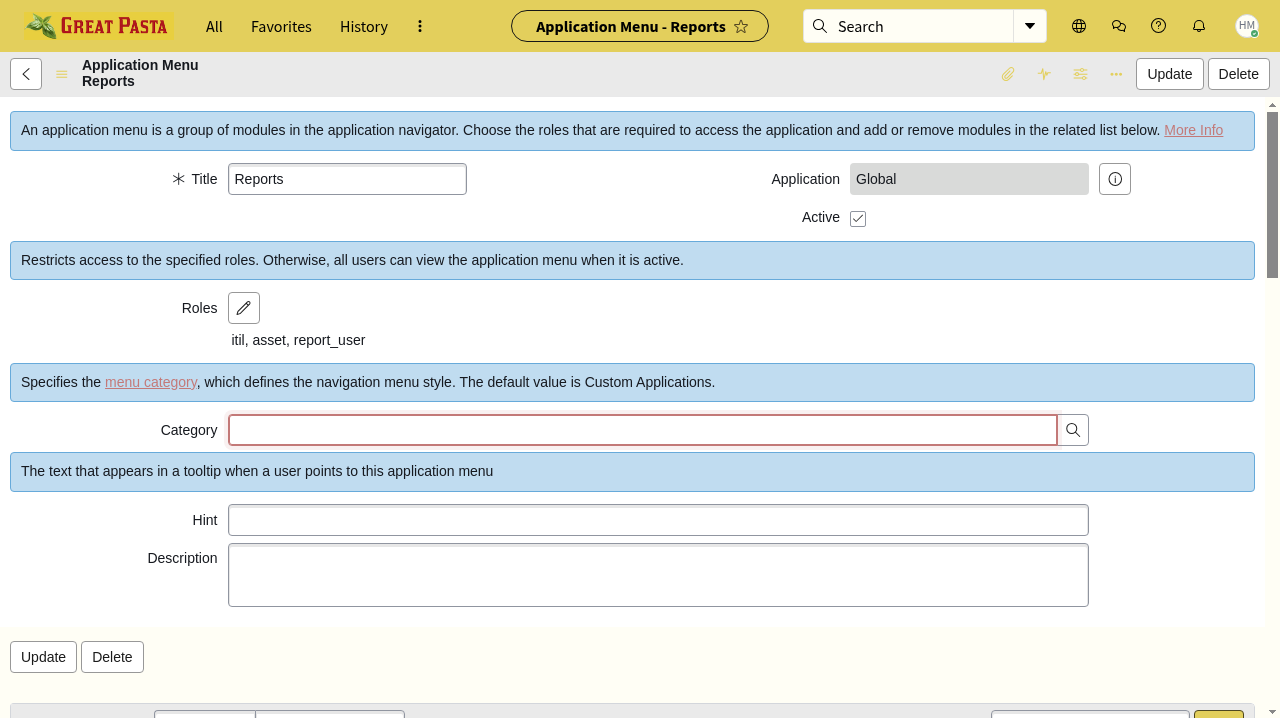 GREAT PASTA
All
Favorites
History
Application Menu - Reports
Search
HM
Application Menu
Reports
Update
Delete
An application menu is a group of modules in the application navigator. Choose the roles that are required to access the application and add or remove modules in the related list below. More Info
Title
Reports
Application
Global
Active
Restricts access to the specified roles. Otherwise, all users can view the application menu when it is active.
Roles
itil, asset, report_user
Specifies the menu category, which defines the navigation menu style. The default value is Custom Applications.
Category
The text that appears in a tooltip when a user points to this application menu
Hint
Description
Update
Delete